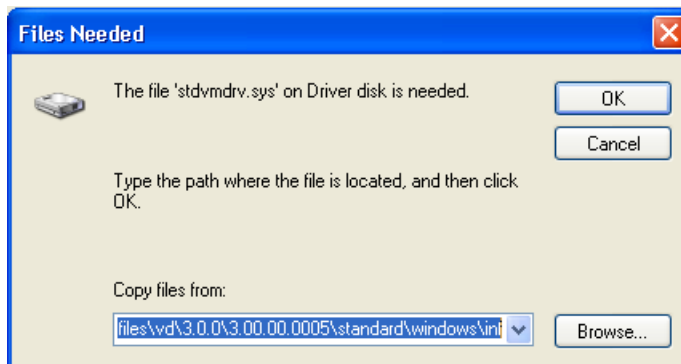 Files Needed
The file 'stdvmdrv.sys' on Driver disk is needed.
OK
Cancel
Type the path where the file is located, and then click
OK.
Copy files from:
files\vd\3.0.0\3.00.00.0005\standard\windows\inf
Browse...